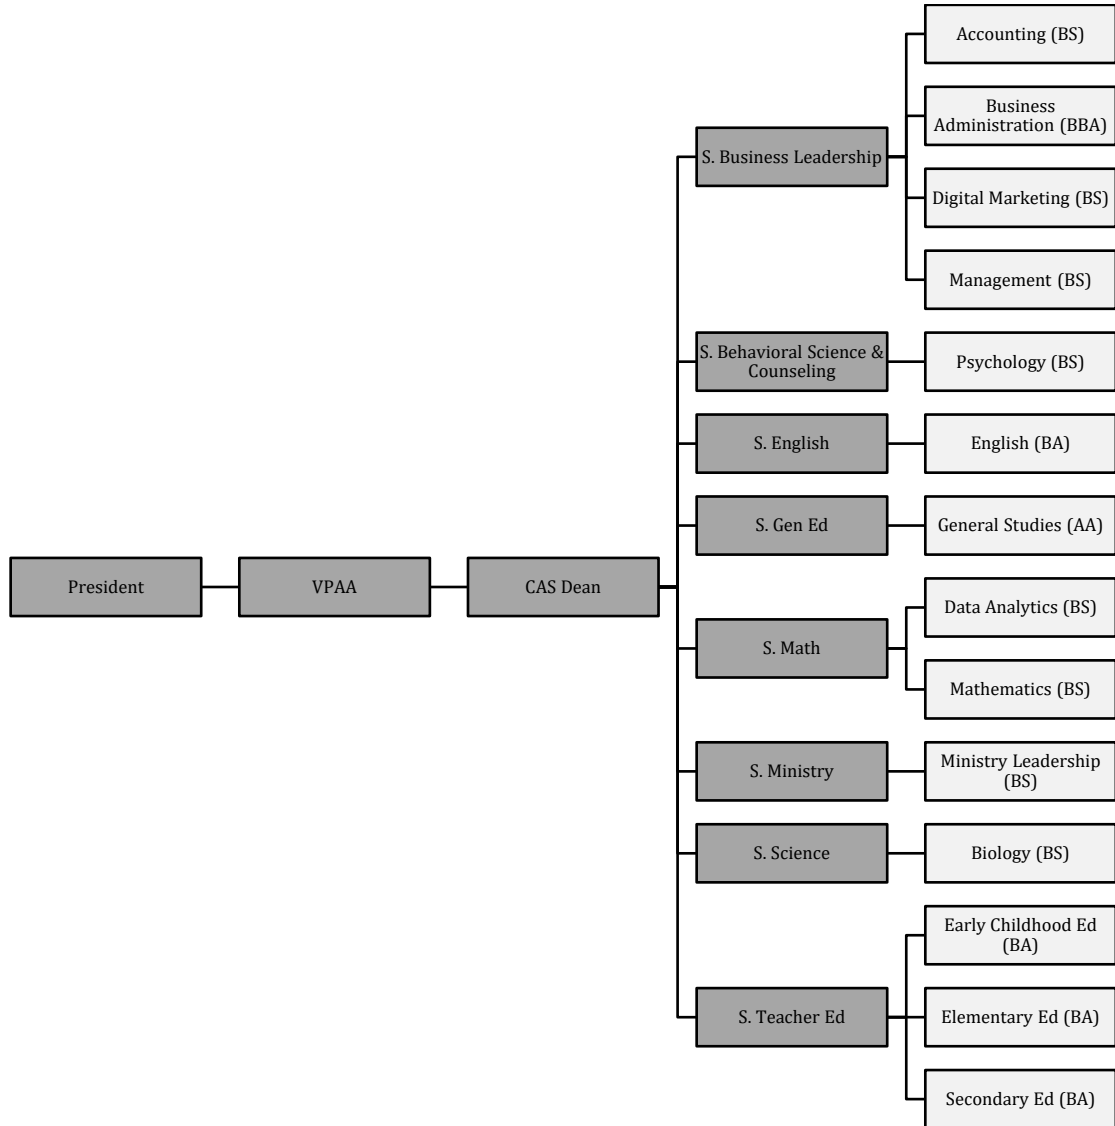 Accounting (BS)
Business
Administration (BBA)
S. Business Leadership
Digital Marketing (BS)
Management (BS)
S. Behavioral Science &
Counseling
Psychology (BS)
S. English
English (BA)
S. Gen Ed
General Studies (AA)
President
VPAA
CAS Dean
Data Analytics (BS)
S. Math
Mathematics (BS)
S. Ministry
Ministry Leadership
(BS)
S. Science
Biology (BS)
Early Childhood Ed
(BA)
S. Teacher Ed
Elementary Ed (BA)
Secondary Ed (BA)